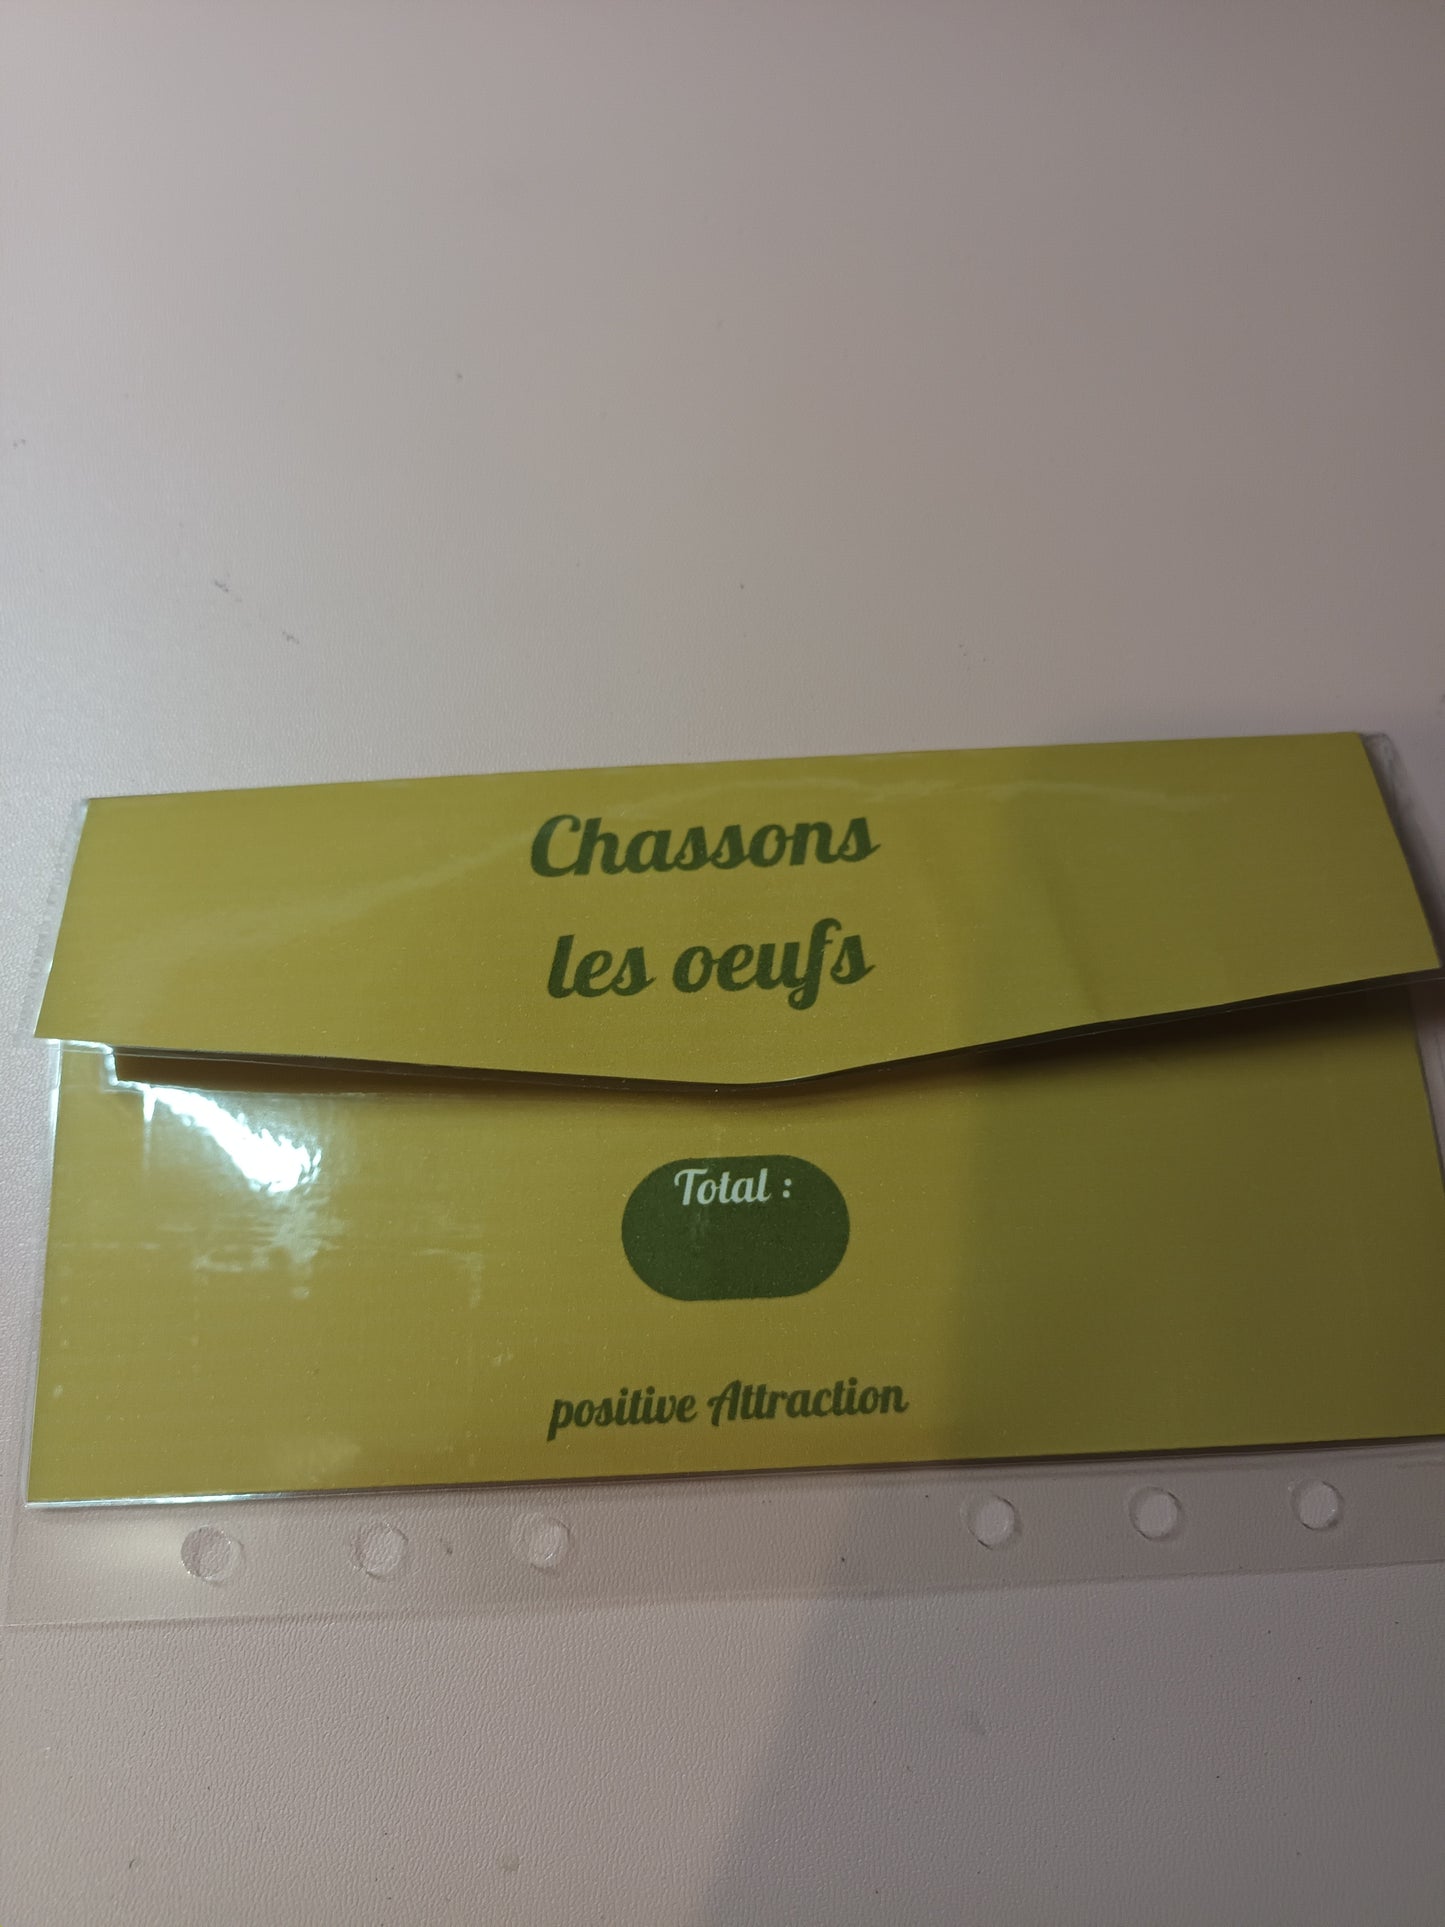 Chassons
les oeufs
Total :
positive Attraction